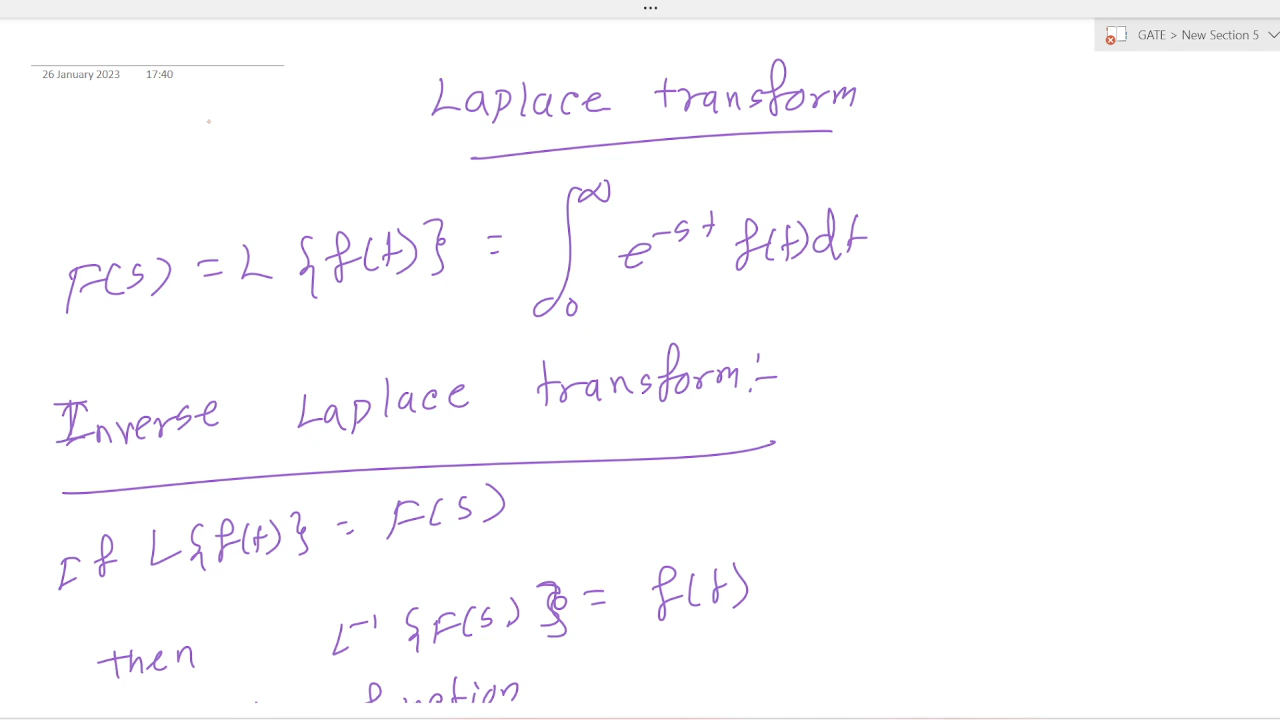 ...
GATE > New Section 5
26 January 2023 17:40
Laplace transform
F(s) = L {f(t)} = ∫₀^∞ e^{-st} f(t)dt
Inverse Laplace transform:-
If L{f(t)} = F(s)
then L⁻¹ {F(s)} = f(t)